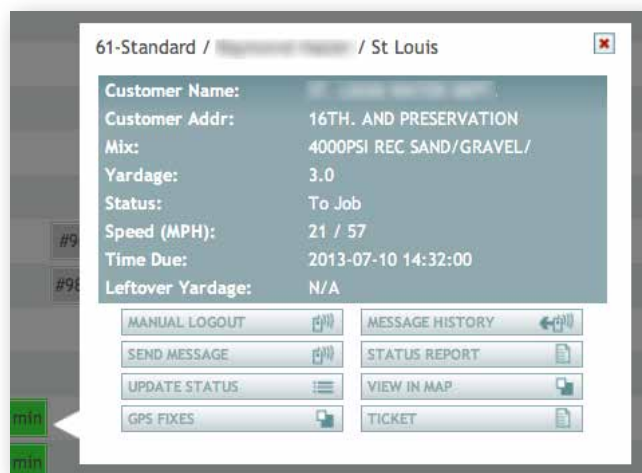 61-Standard / / St Louis
Customer Name:
Customer Addr: 16TH. AND PRESERVATION
Mix: 4000PSI REC SAND/GRAVEL/
Yardage: 3.0
Status: To Job
Speed (MPH): 21 / 57
Time Due: 2013-07-10 14:32:00
Leftover Yardage: N/A
#9
#98
MANUAL LOGOUT MESSAGE HISTORY
SEND MESSAGE STATUS REPORT
UPDATE STATUS VIEW IN MAP
GPS FIXES TICKET
min
min